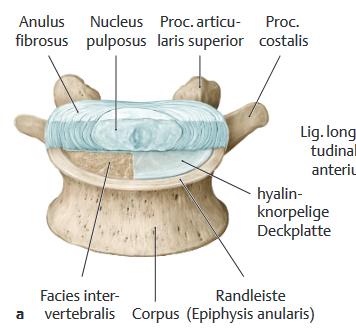 Anulus fibrosus
Nucleus pulposus
Proc. articu-
laris superior
Proc. costalis
Lig. long
tudinal
anteriu
hyalin-
knorpelige
Deckplatte
Facies inter-
vertebralis
Corpus
Randleiste
(Epiphysis anularis)
a